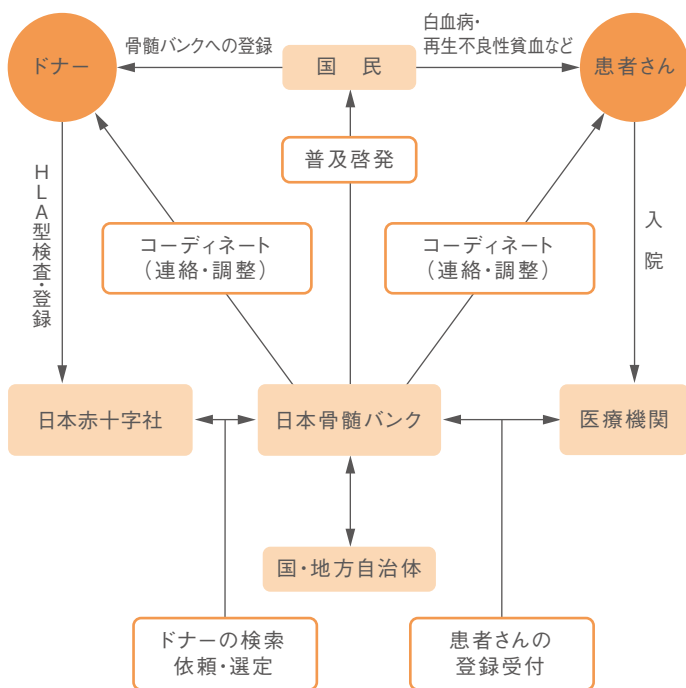 白血病・
再生不良性貧血など
骨髄バンクへの登録
ドナー
国 民
患者さん
普及啓発
HLA型検査・登録
コーディネート
(連絡・調整)
コーディネート
(連絡・調整)
入院
日本赤十字社
日本骨髄バンク
医療機関
国・地方自治体
ドナーの検索
依頼・選定
患者さんの
登録受付